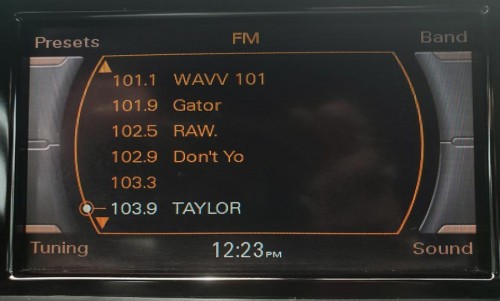 Presets FM Band
101.1 WAVV 101
101.9 Gator
102.5 RAW.
102.9 Don't Yo
103.3
103.9 TAYLOR
Tuning 12:23PM Sound